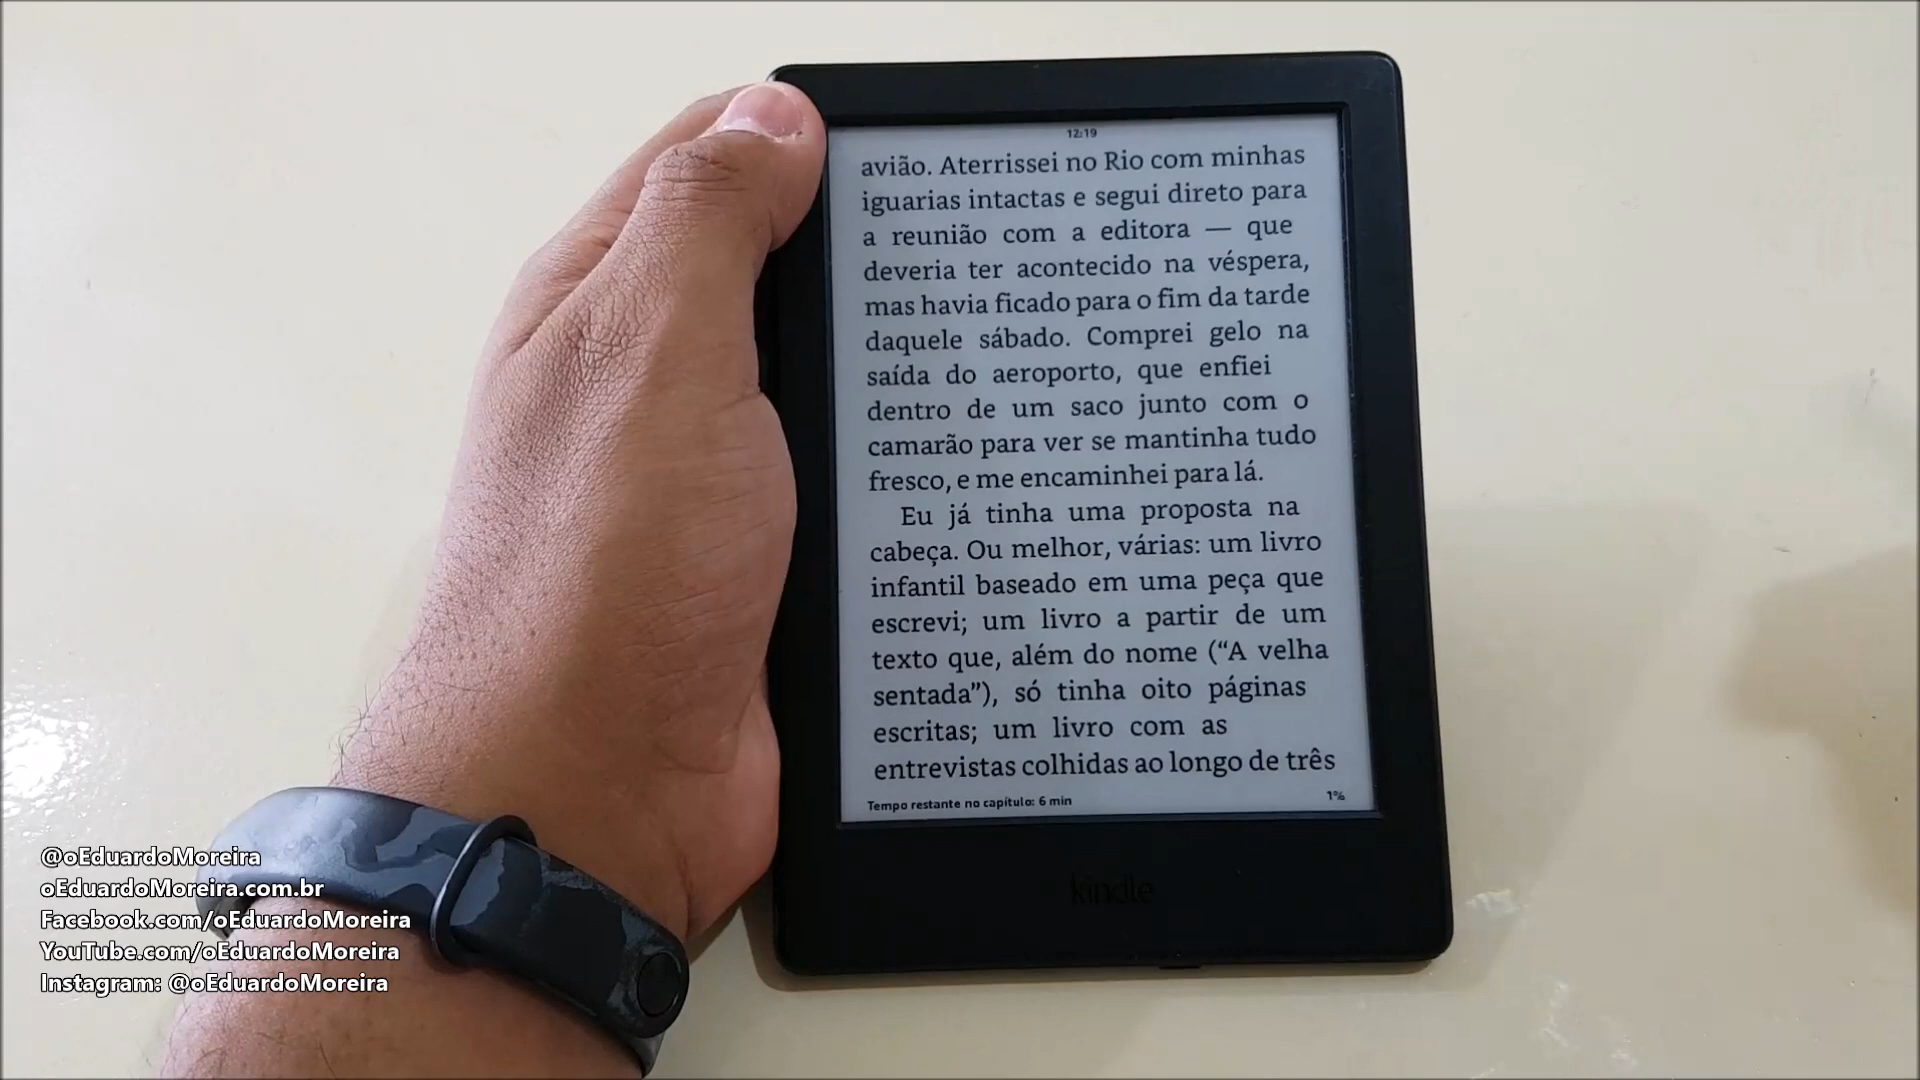 12:19
avião. Aterrissei no Rio com minhas
iguarias intactas e segui direto para
a reunião com a editora — que
deveria ter acontecido na véspera,
mas havia ficado para o fim da tarde
daquele sábado. Comprei gelo na
saída do aeroporto, que enfiei
dentro de um saco junto com o
camarão para ver se mantinha tudo
fresco, e me encaminhei para lá.
Eu já tinha uma proposta na
cabeça. Ou melhor, várias: um livro
infantil baseado em uma peça que
escrevi; um livro a partir de um
texto que, além do nome (“A velha
sentada”), só tinha oito páginas
escritas; um livro com as
entrevistas colhidas ao longo de três
Tempo restante no capítulo: 6 min 1%
kindle
@oEduardoMoreira
oEduardoMoreira.com.br
Facebook.com/oEduardoMoreira
YouTube.com/oEduardoMoreira
Instagram: @oEduardoMoreira